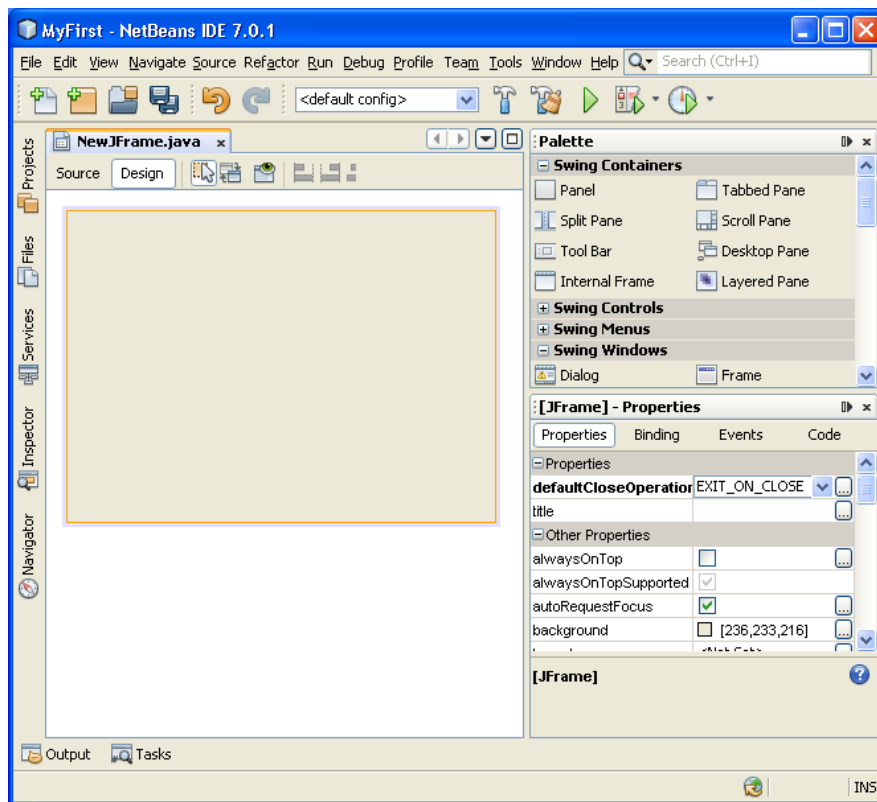 MyFirst - NetBeans IDE 7.0.1
File Edit View Navigate Source Refactor Run Debug Profile Team Tools Window Help Search (Ctrl+I)
<default config>
Projects
Files
Services
Inspector
Navigator
NewJFrame.java x
Source Design
Palette
Swing Containers
Panel Tabbed Pane
Split Pane Scroll Pane
Tool Bar Desktop Pane
Internal Frame Layered Pane
Swing Controls
Swing Menus
Swing Windows
Dialog Frame
[JFrame] - Properties
Properties Binding Events Code
Properties
defaultCloseOperation EXIT_ON_CLOSE
title
Other Properties
alwaysOnTop
alwaysOnTopSupported
autoRequestFocus
background [236,233,216]
[JFrame]
Output Tasks
INS